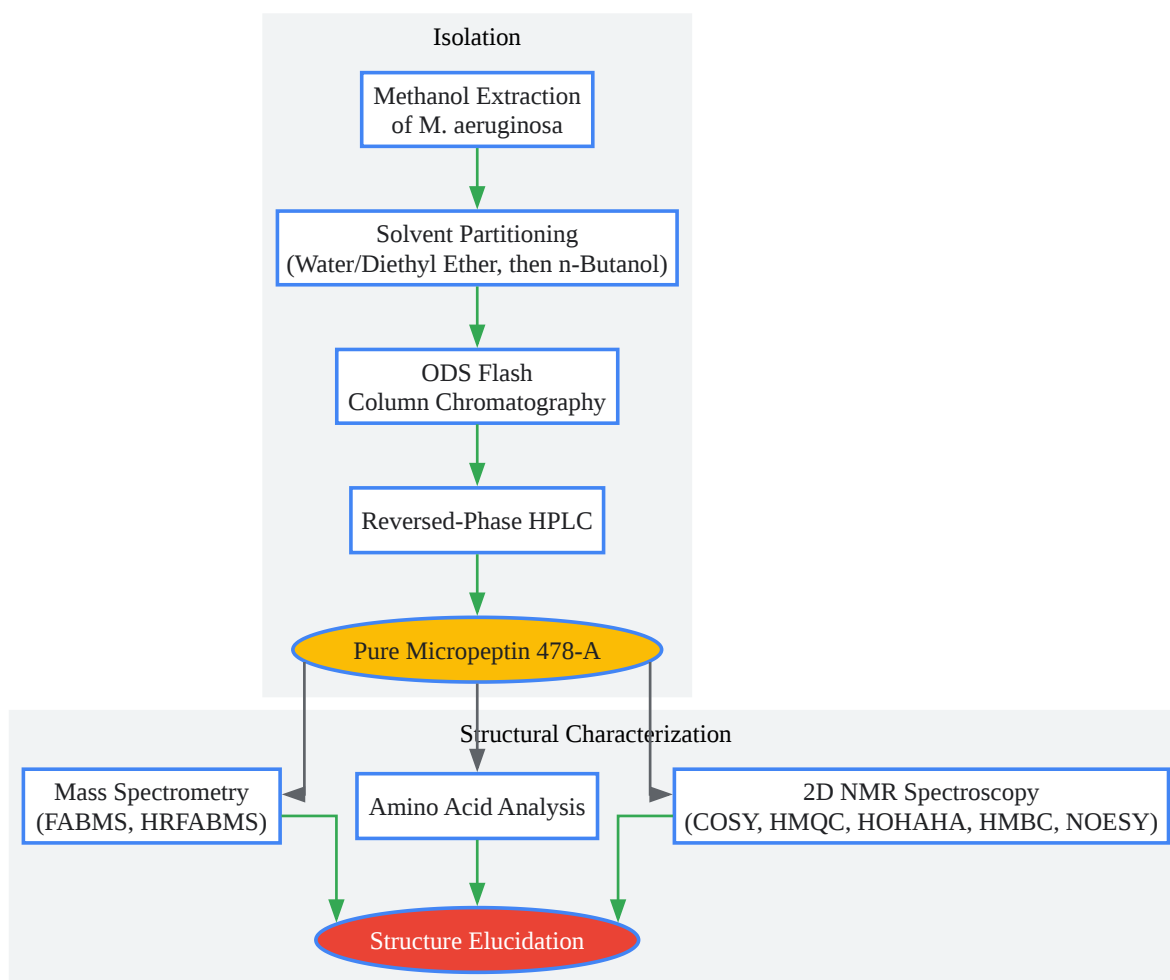 Isolation
Methanol Extraction
of M. aeruginosa
Solvent Partitioning
(Water/Diethyl Ether, then n-Butanol)
ODS Flash
Column Chromatography
Reversed-Phase HPLC
Pure Micropeptin 478-A
Structural Characterization
Mass Spectrometry
(FABMS, HRFABMS)
Amino Acid Analysis
2D NMR Spectroscopy
(COSY, HMQC, HOHAHA, HMBC, NOESY)
Structure Elucidation